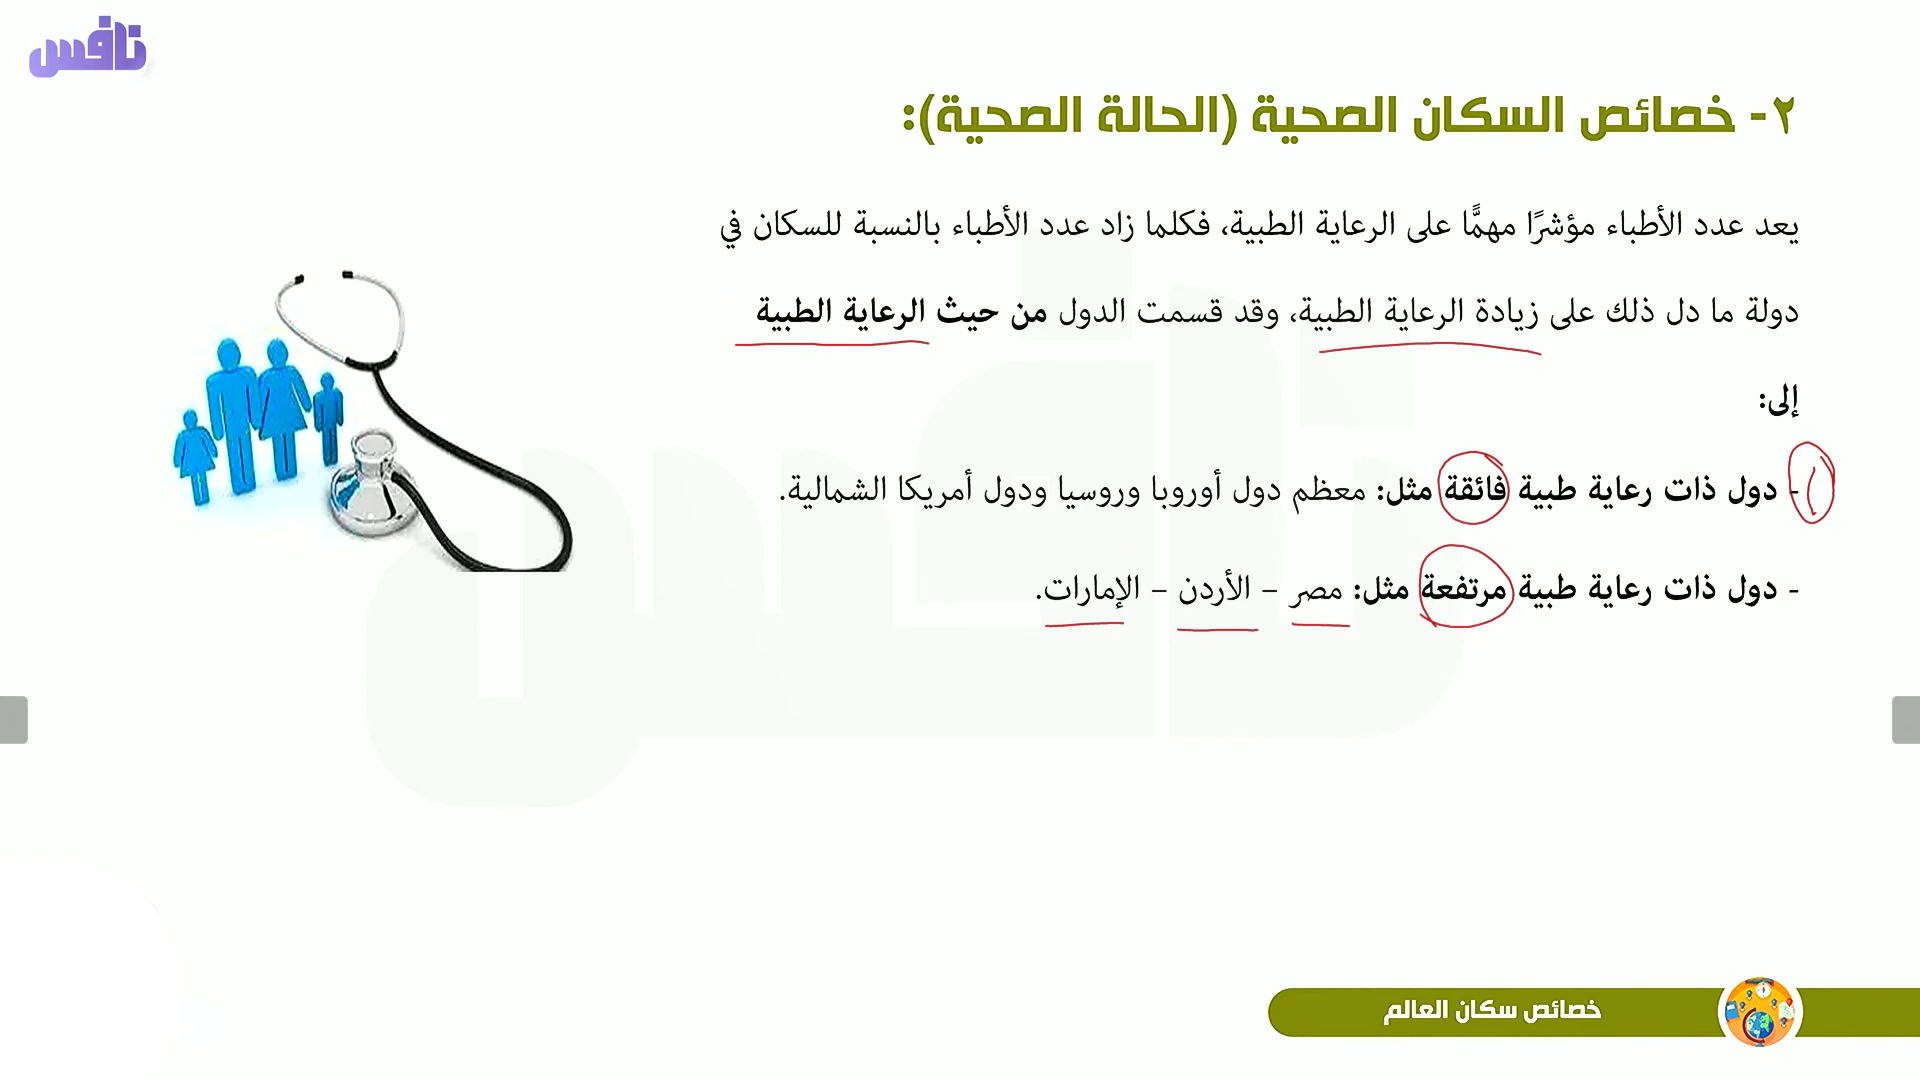 نافس
٢- خصائص السكان الصحية (الحالة الصحية):
يعد عدد الأطباء مؤشرًا مهمًّا على الرعاية الطبية، فكلما زاد عدد الأطباء بالنسبة للسكان في
دولة ما دل ذلك على زيادة الرعاية الطبية، وقد قسمت الدول من حيث الرعاية الطبية
إلى:
- دول ذات رعاية طبية فائقة مثل: معظم دول أوروبا وروسيا ودول أمريكا الشمالية.
- دول ذات رعاية طبية مرتفعة مثل: مصر – الأردن – الإمارات.
خصائص سكان العالم